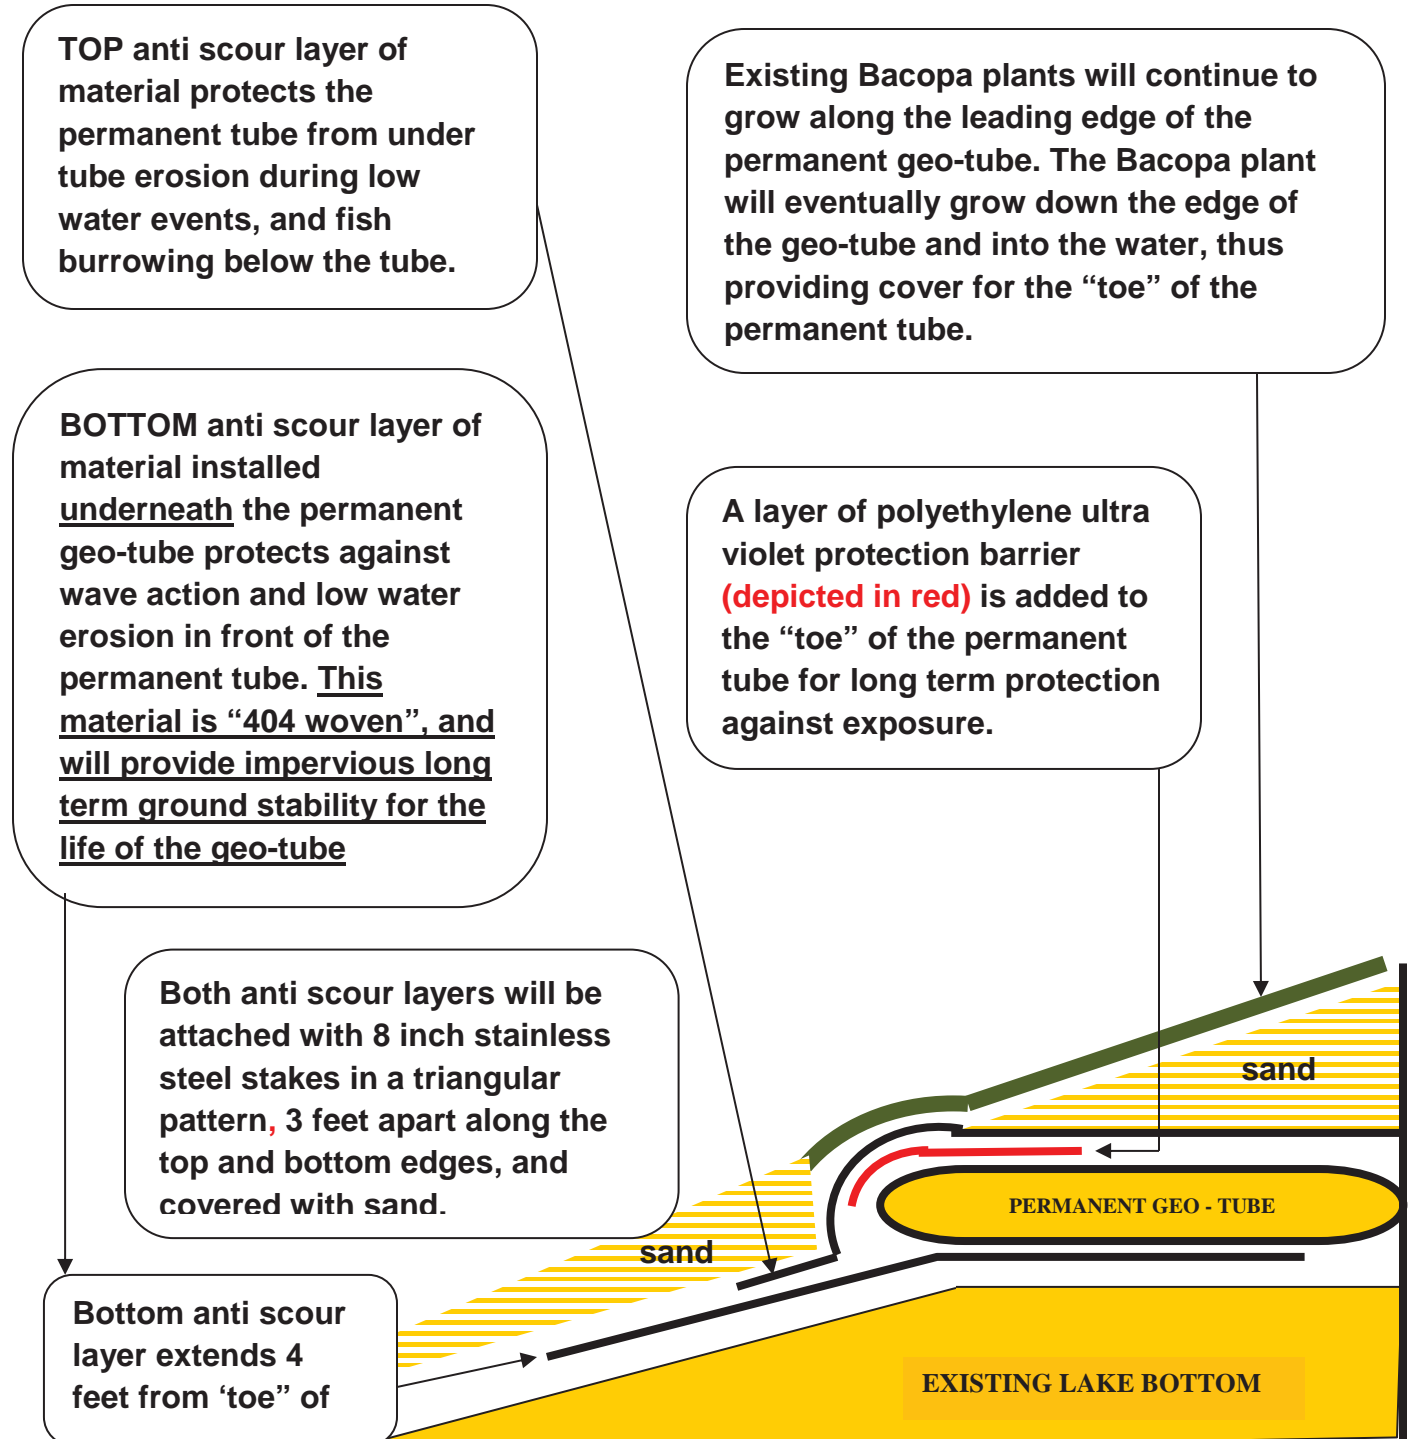 TOP anti scour layer of
material protects the
permanent tube from under
tube erosion during low
water events, and fish
burrowing below the tube.
Existing Bacopa plants will continue to
grow along the leading edge of the
permanent geo-tube. The Bacopa plant
will eventually grow down the edge of
the geo-tube and into the water, thus
providing cover for the “toe” of the
permanent tube.
BOTTOM anti scour layer of
material installed
underneath the permanent
geo-tube protects against
wave action and low water
erosion in front of the
permanent tube. This
material is “404 woven”, and
will provide impervious long
term ground stability for the
life of the geo-tube
A layer of polyethylene ultra
violet protection barrier
(depicted in red) is added to
the “toe” of the permanent
tube for long term protection
against exposure.
Both anti scour layers will be
attached with 8 inch stainless
steel stakes in a triangular
pattern, 3 feet apart along the
top and bottom edges, and
covered with sand.
sand
PERMANENT GEO - TUBE
sand
Bottom anti scour
layer extends 4
feet from ‘toe” of
EXISTING LAKE BOTTOM